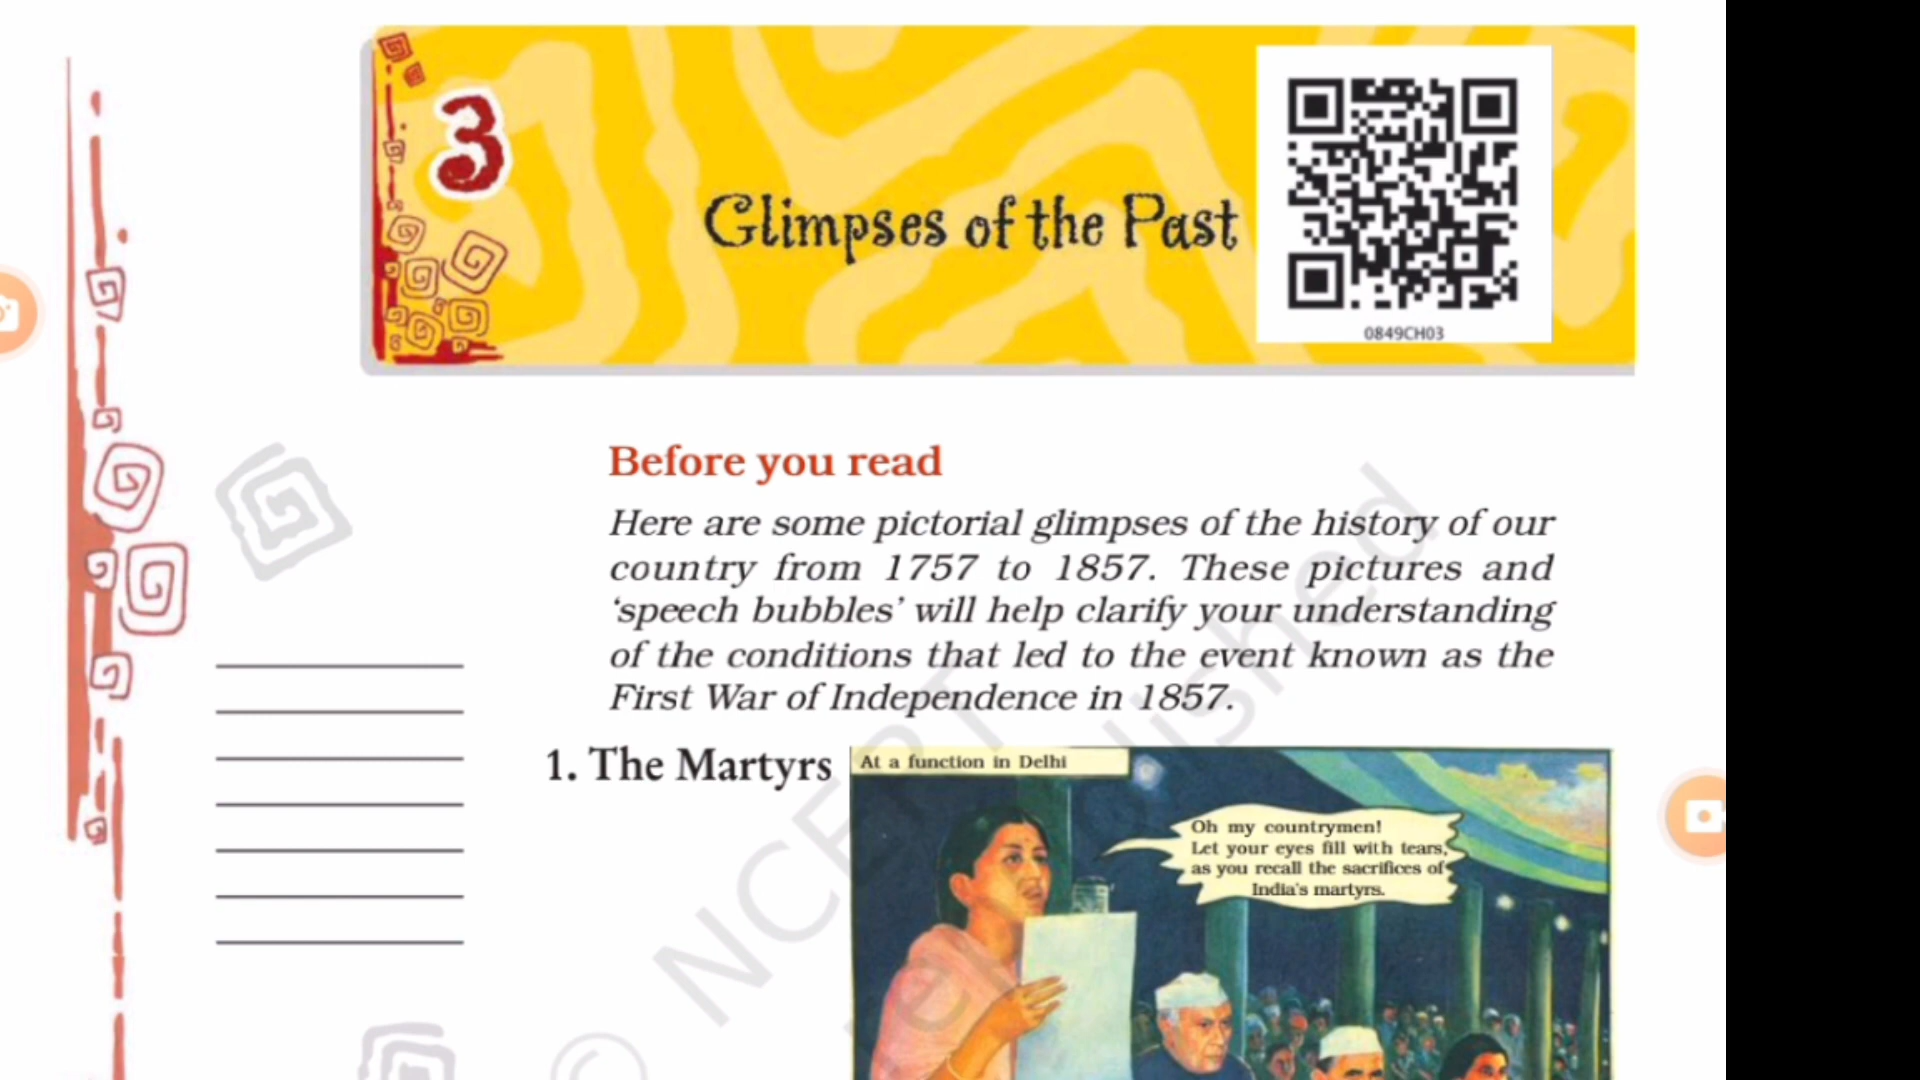 3
Glimpses of the Past
0849CH03
Before you read
Here are some pictorial glimpses of the history of our
country from 1757 to 1857. These pictures and
‘speech bubbles’ will help clarify your understanding
of the conditions that led to the event known as the
First War of Independence in 1857.
1. The Martyrs
At a function in Delhi
Oh my countrymen!
Let your eyes fill with tears,
as you recall the sacrifices of
India's martyrs.
© NCERT